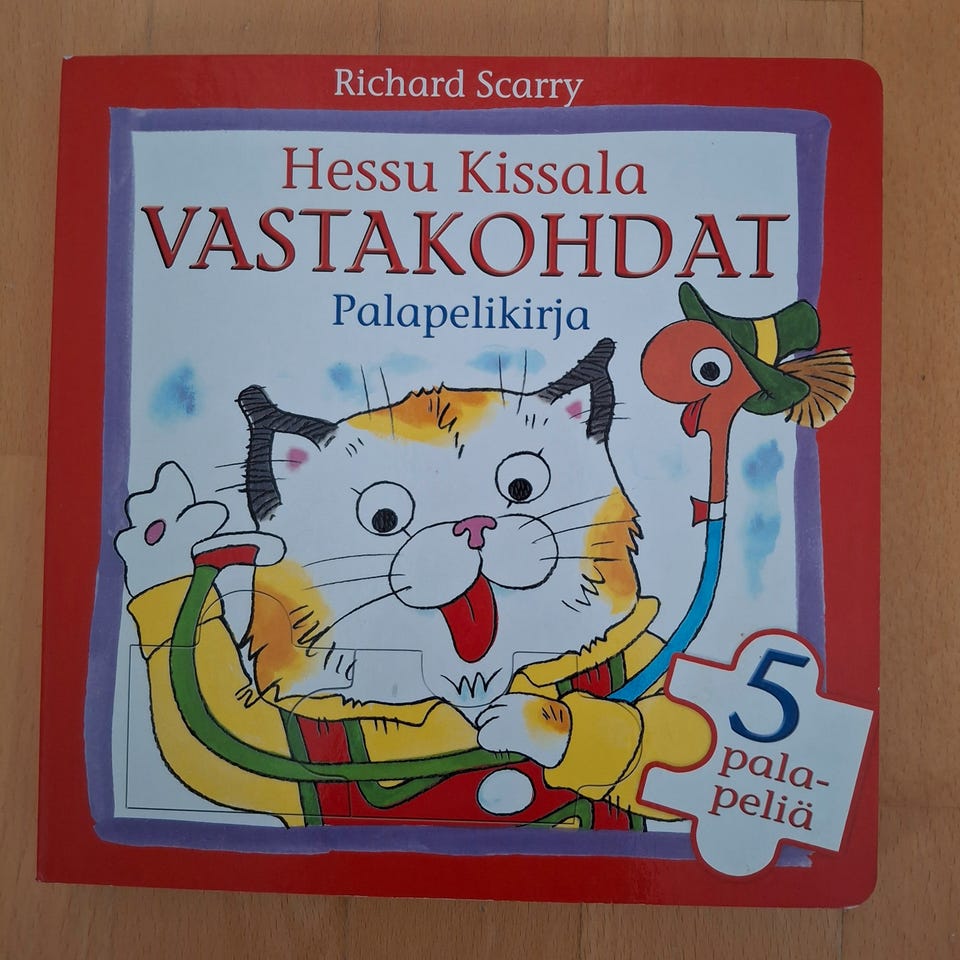 Richard Scarry
Hessu Kissala
VASTAKOHDAT
Palapelikirja
5
pala-
peliä